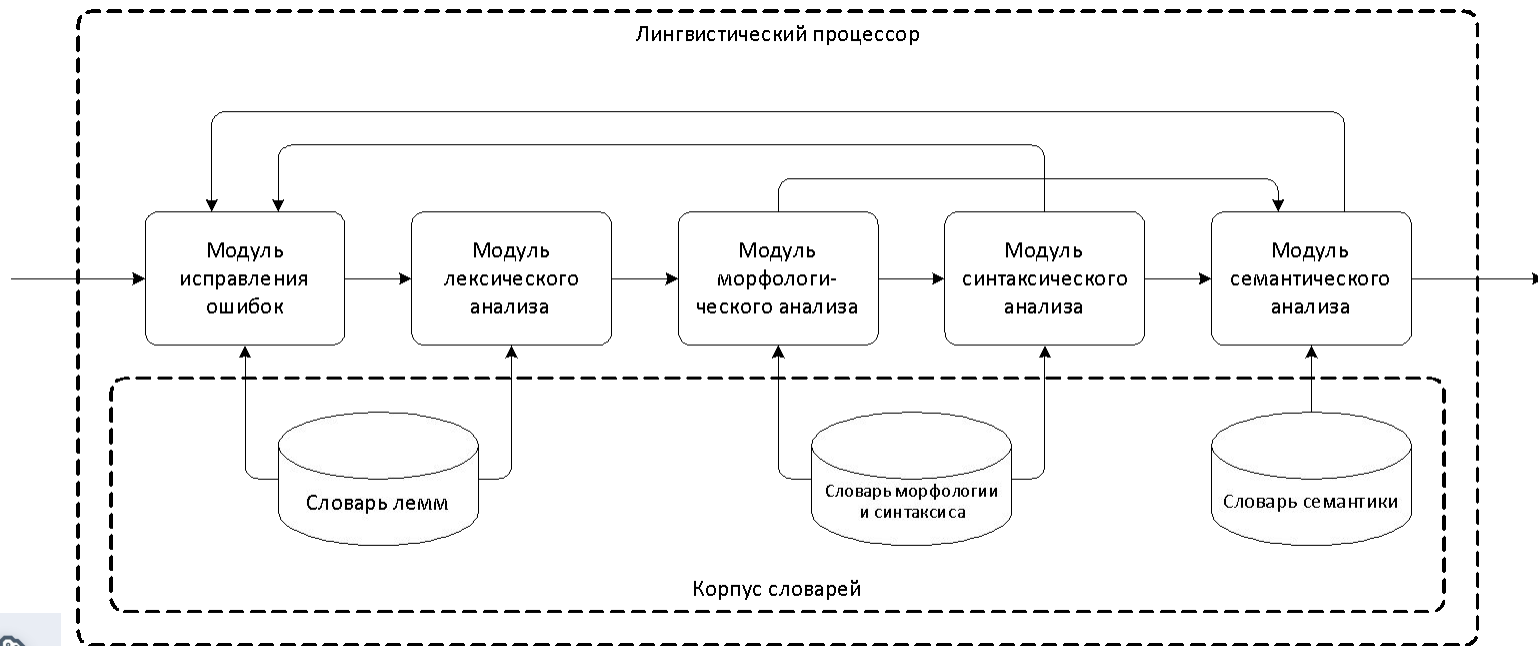 Лингвистический процессор
Модуль
исправления
ошибок
Модуль
лексического
анализа
Модуль
морфологи-
ческого анализа
Модуль
синтаксического
анализа
Модуль
семантического
анализа
Словарь лемм
Словарь морфологии
и синтаксиса
Словарь семантики
Корпус словарей